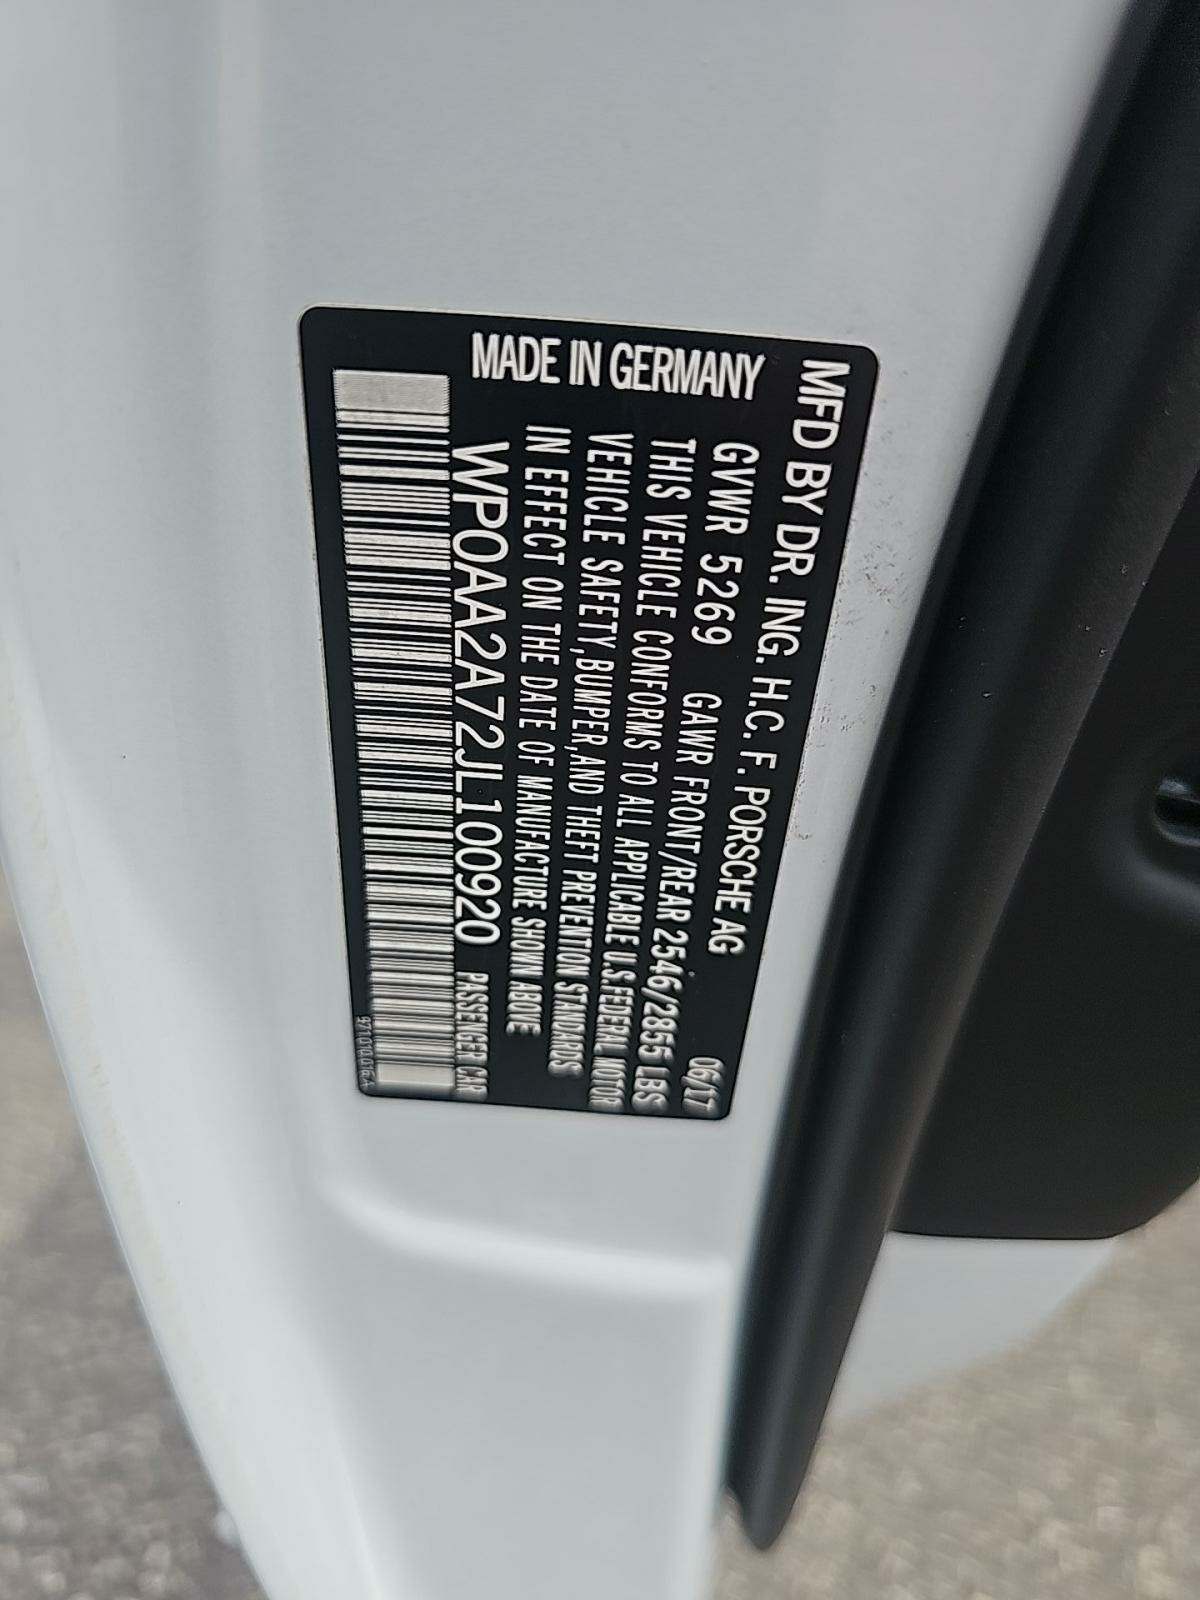 MFD BY DR. ING. H.C. F. PORSCHE AG 06/17
GVWR 5269 GAWR FRONT/REAR 2546/2855 LBS
THIS VEHICLE CONFORMS TO ALL APPLICABLE U.S. FEDERAL MOTOR
VEHICLE SAFETY, BUMPER, AND THEFT PREVENTION STANDARDS
IN EFFECT ON THE DATE OF MANUFACTURE SHOWN ABOVE
WP0AA2A72JL100920 PASSENGER CAR
MADE IN GERMANY